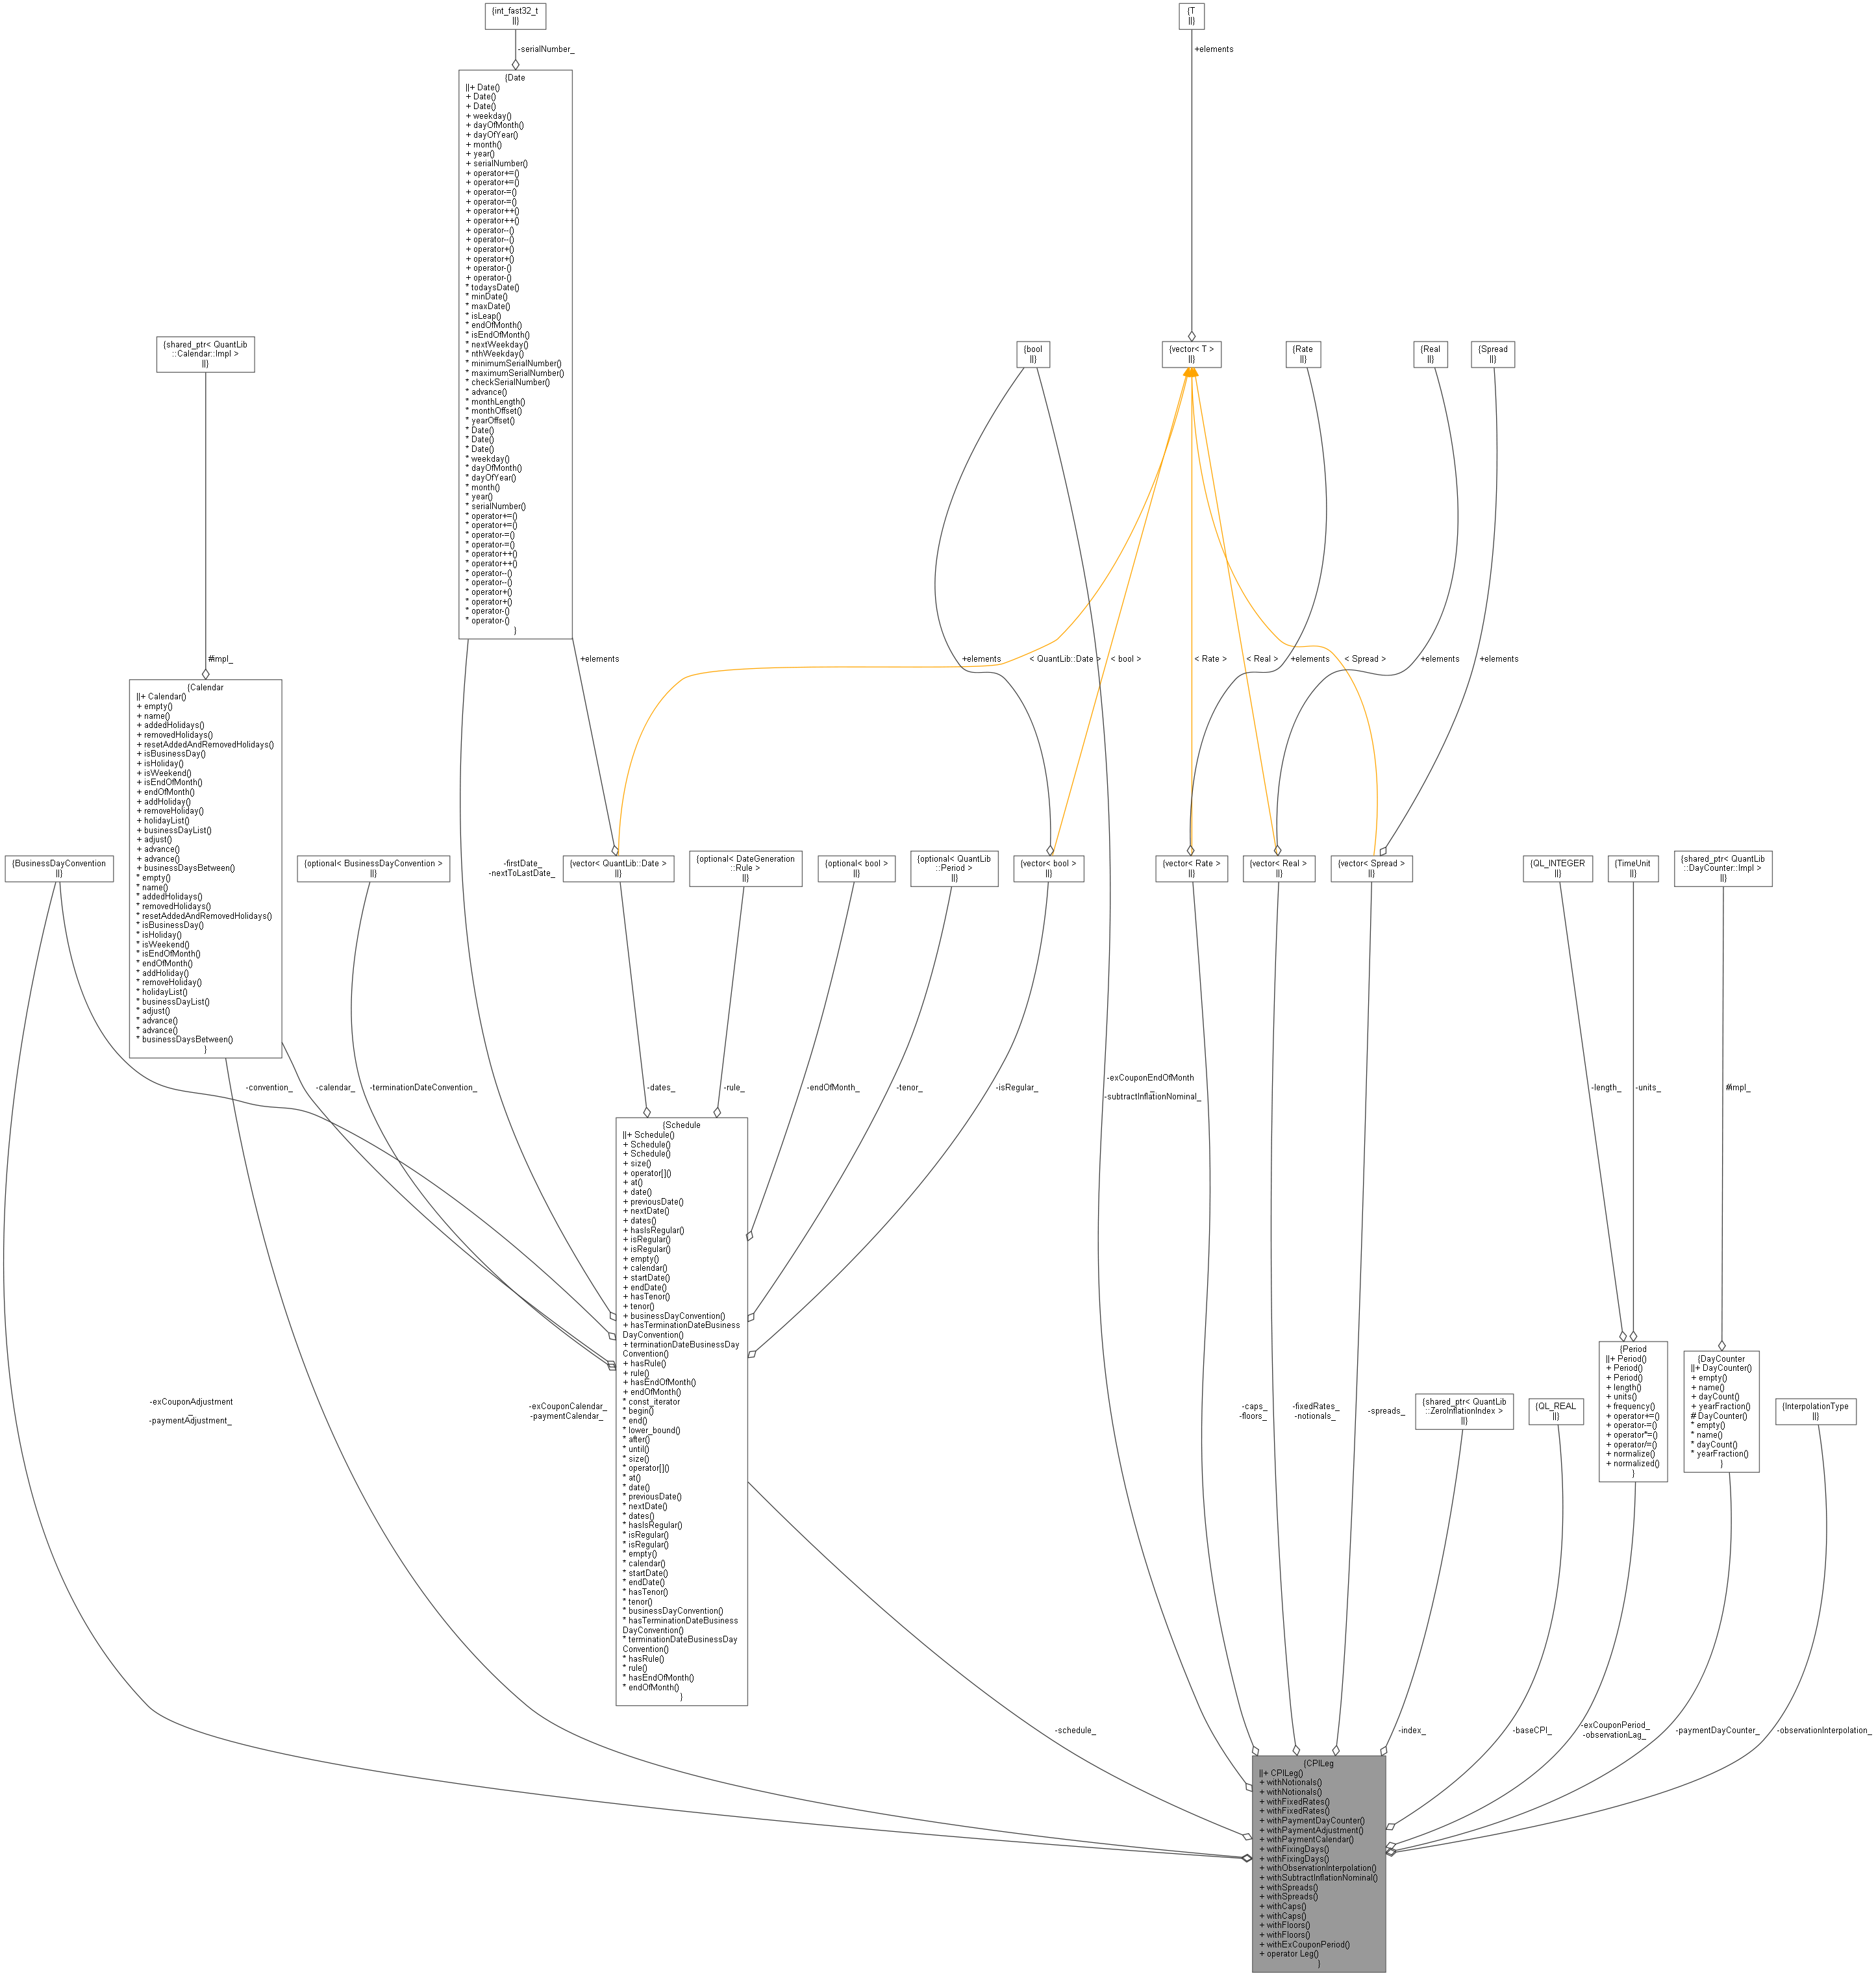 {int_fast32_t
||}
{T
||}
-serialNumber_
+elements
{Date
||+ Date()
+ Date()
+ Date()
+ weekday()
+ dayOfMonth()
+ dayOfYear()
+ month()
+ year()
+ serialNumber()
+ operator+=()
+ operator+=()
+ operator-=()
+ operator-=()
+ operator++()
+ operator++()
+ operator--()
+ operator--()
+ operator+()
+ operator+()
+ operator-()
+ operator-()
* todaysDate()
* minDate()
* maxDate()
* isLeap()
* endOfMonth()
* isEndOfMonth()
* nextWeekday()
* nthWeekday()
* minimumSerialNumber()
* maximumSerialNumber()
* checkSerialNumber()
* advance()
* monthLength()
* monthOffset()
* yearOffset()
* Date()
* Date()
* Date()
* weekday()
* dayOfMonth()
* dayOfYear()
* month()
* year()
* serialNumber()
* operator+=()
* operator+=()
* operator-=()
* operator-=()
* operator++()
* operator++()
* operator--()
* operator--()
* operator+()
* operator+()
* operator-()
* operator-()
}
{shared_ptr< QuantLib
::Calendar::Impl >
||}
{bool
||}
{vector< T >
||}
{Rate
||}
{Real
||}
{Spread
||}
#impl_
+elements
+elements
< QuantLib::Date >
< bool >
< Rate >
< Real >
+elements
< Spread >
+elements
+elements
{Calendar
||+ Calendar()
+ empty()
+ name()
+ addedHolidays()
+ removedHolidays()
+ resetAddedAndRemovedHolidays()
+ isBusinessDay()
+ isHoliday()
+ isWeekend()
+ isEndOfMonth()
+ endOfMonth()
+ addHoliday()
+ removeHoliday()
+ holidayList()
+ businessDayList()
+ adjust()
+ advance()
+ advance()
+ businessDaysBetween()
* empty()
* name()
* addedHolidays()
* removedHolidays()
* resetAddedAndRemovedHolidays()
* isBusinessDay()
* isHoliday()
* isWeekend()
* isEndOfMonth()
* endOfMonth()
* addHoliday()
* removeHoliday()
* holidayList()
* businessDayList()
* adjust()
* advance()
* advance()
* businessDaysBetween()
}
{BusinessDayConvention
||}
{optional< BusinessDayConvention >
||}
-firstDate_
-nextToLastDate_
{vector< QuantLib::Date >
||}
{optional< DateGeneration
::Rule >
||}
{optional< bool >
||}
{optional< QuantLib
::Period >
||}
{vector< bool >
||}
{vector< Rate >
||}
{vector< Real >
||}
{vector< Spread >
||}
{QL_INTEGER
||}
{TimeUnit
||}
{shared_ptr< QuantLib
::DayCounter::Impl >
||}
-convention_
-calendar_
-terminationDateConvention_
-dates_
-rule_
-endOfMonth_
-tenor_
-isRegular_
-exCouponEndOfMonth
_
-subtractInflationNominal_
-length_
-units_
#impl_
{Schedule
||+ Schedule()
+ Schedule()
+ Schedule()
+ size()
+ operator[]()
+ at()
+ date()
+ previousDate()
+ nextDate()
+ dates()
+ hasIsRegular()
+ isRegular()
+ isRegular()
+ empty()
+ calendar()
+ startDate()
+ endDate()
+ hasTenor()
+ tenor()
+ businessDayConvention()
+ hasTerminationDateBusiness
DayConvention()
+ terminationDateBusinessDay
Convention()
+ hasRule()
+ rule()
+ hasEndOfMonth()
+ endOfMonth()
* const_iterator
* begin()
* end()
* lower_bound()
* after()
* until()
* size()
* operator[]()
* at()
* date()
* previousDate()
* nextDate()
* dates()
* hasIsRegular()
* isRegular()
* isRegular()
* empty()
* calendar()
* startDate()
* endDate()
* hasTenor()
* tenor()
* businessDayConvention()
* hasTerminationDateBusiness
DayConvention()
* terminationDateBusinessDay
Convention()
* hasRule()
* rule()
* hasEndOfMonth()
* endOfMonth()
}
{Period
||+ Period()
+ Period()
+ Period()
+ length()
+ units()
+ frequency()
+ operator+=()
+ operator-=()
+ operator*=()
+ operator/=()
+ normalize()
+ normalized()
}
{DayCounter
||+ DayCounter()
+ empty()
+ name()
+ dayCount()
+ yearFraction()
# DayCounter()
* empty()
* name()
* dayCount()
* yearFraction()
}
-exCouponAdjustment
_
-paymentAdjustment_
-exCouponCalendar_
-paymentCalendar_
-caps_
-floors_
-fixedRates_
-notionals_
-spreads_
{shared_ptr< QuantLib
::ZeroInflationIndex >
||}
{QL_REAL
||}
{InterpolationType
||}
-schedule_
-index_
-baseCPI_
-exCouponPeriod_
-observationLag_
-paymentDayCounter_
-observationInterpolation_
{CPILeg
||+ CPILeg()
+ withNotionals()
+ withNotionals()
+ withFixedRates()
+ withFixedRates()
+ withPaymentDayCounter()
+ withPaymentAdjustment()
+ withPaymentCalendar()
+ withFixingDays()
+ withFixingDays()
+ withObservationInterpolation()
+ withSubtractInflationNominal()
+ withSpreads()
+ withSpreads()
+ withCaps()
+ withCaps()
+ withFloors()
+ withFloors()
+ withExCouponPeriod()
+ operator Leg()
}